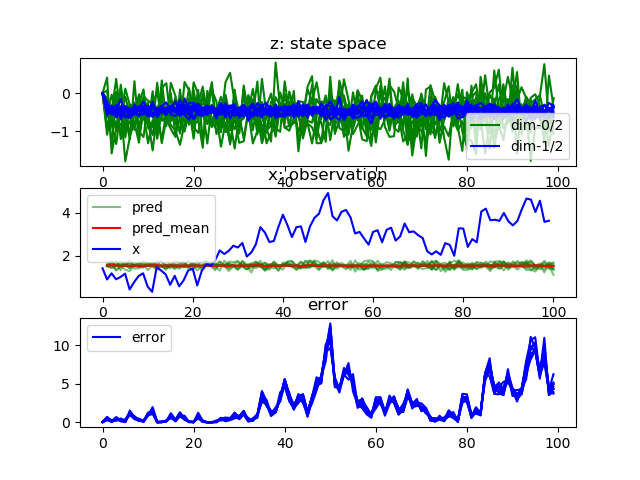 z: state space
0
−1
dim-0/2
dim-1/2
0 20 40 60 80 100
x: observation
4
2
pred
pred_mean
x
0 20 40 60 80 100
error
10
5
0
error
0 20 40 60 80 100